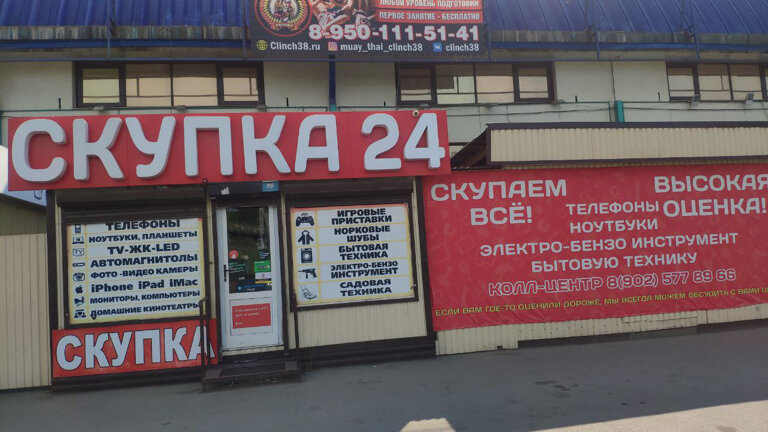 ЛЮБОЙ УРОВЕНЬ ПОДГОТОВКИ
ПЕРВОЕ ЗАНЯТИЕ - БЕСПЛАТНО
8-950-111-51-41
Clinch38.ru muay_thai_clinch38 clinch38
СКУПКА 24
ТЕЛЕФОНЫ
НОУТБУКИ, ПЛАНШЕТЫ
TV
TV-ЖК-LED
АВТОМАГНИТОЛЫ
ФОТО -ВИДЕО КАМЕРЫ
iPhone iPad iMac
МОНИТОРЫ, КОМПЬЮТЕРЫ
ДОМАШНИЕ КИНОТЕАТРЫ
СКУПКА
ИГРОВЫЕ
ПРИСТАВКИ
НОРКОВЫЕ
ШУБЫ
БЫТОВАЯ
ТЕХНИКА
ЭЛЕКТРО-БЕНЗО
ИНСТРУМЕНТ
САДОВАЯ
ТЕХНИКА
СКУПАЕМ
ВСЁ!
ВЫСОКАЯ
ОЦЕНКА!
ТЕЛЕФОНЫ
НОУТБУКИ
ЭЛЕКТРО-БЕНЗО ИНСТРУМЕНТ
БЫТОВУЮ ТЕХНИКУ
КОЛЛ-ЦЕНТР 8(902) 577 89 66
ЕСЛИ ВАМ ГДЕ-ТО ОЦЕНИЛИ ДОРОЖЕ, МЫ ВСЕГДА МОЖЕМ ОБСУДИТЬ С ВАМИ